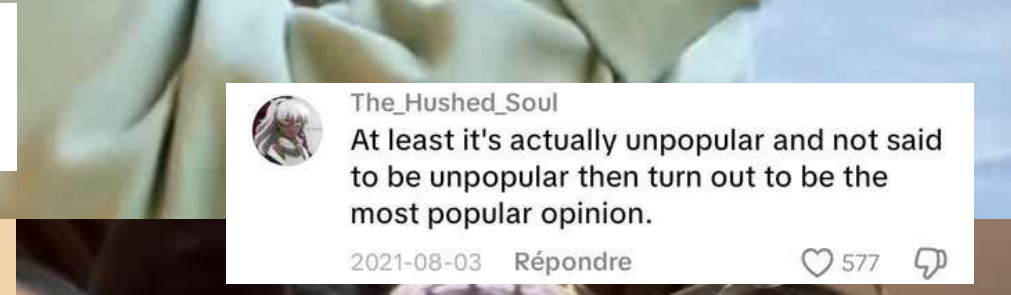 The_Hushed_Soul
At least it's actually unpopular and not said
to be unpopular then turn out to be the
most popular opinion.
2021-08-03 Répondre 577